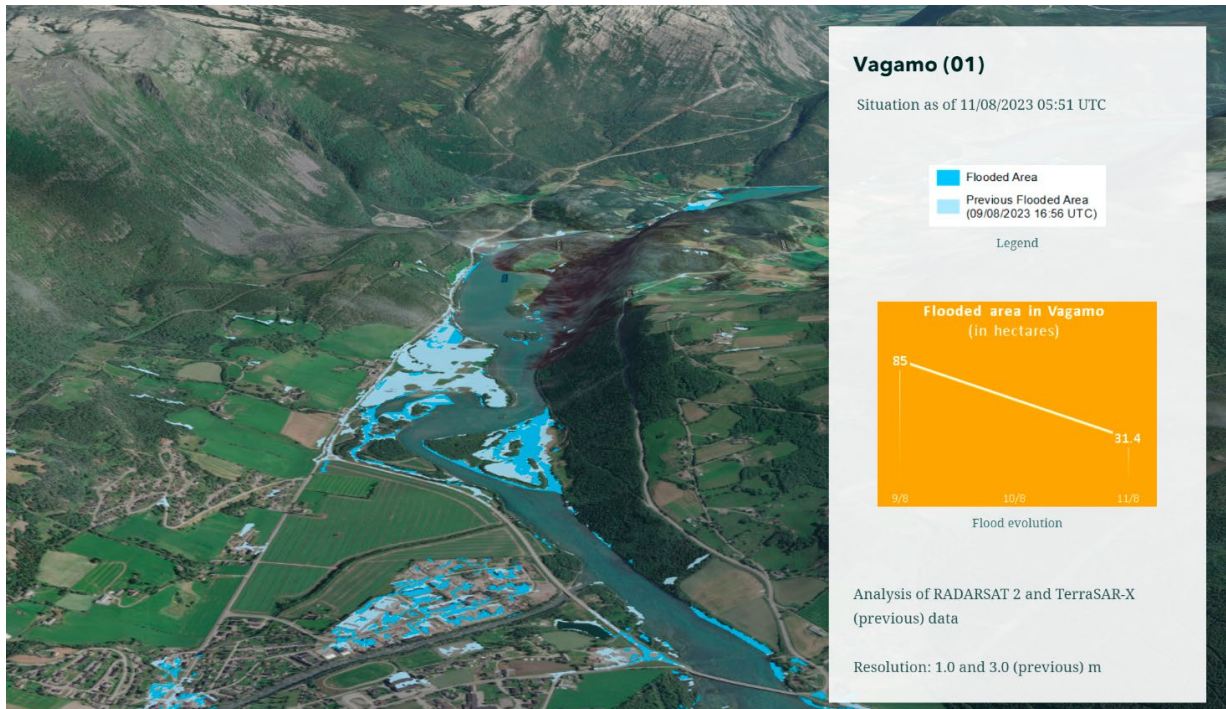 Vagamo (01)
Situation as of 11/08/2023 05:51 UTC
Flooded Area
Previous Flooded Area
(09/08/2023 16:56 UTC)
Legend
Flooded area in Vagamo
(in hectares)
85
31.4
9/8
10/8
11/8
Flood evolution
Analysis of RADARSAT 2 and TerraSAR-X
(previous) data
Resolution: 1.0 and 3.0 (previous) m